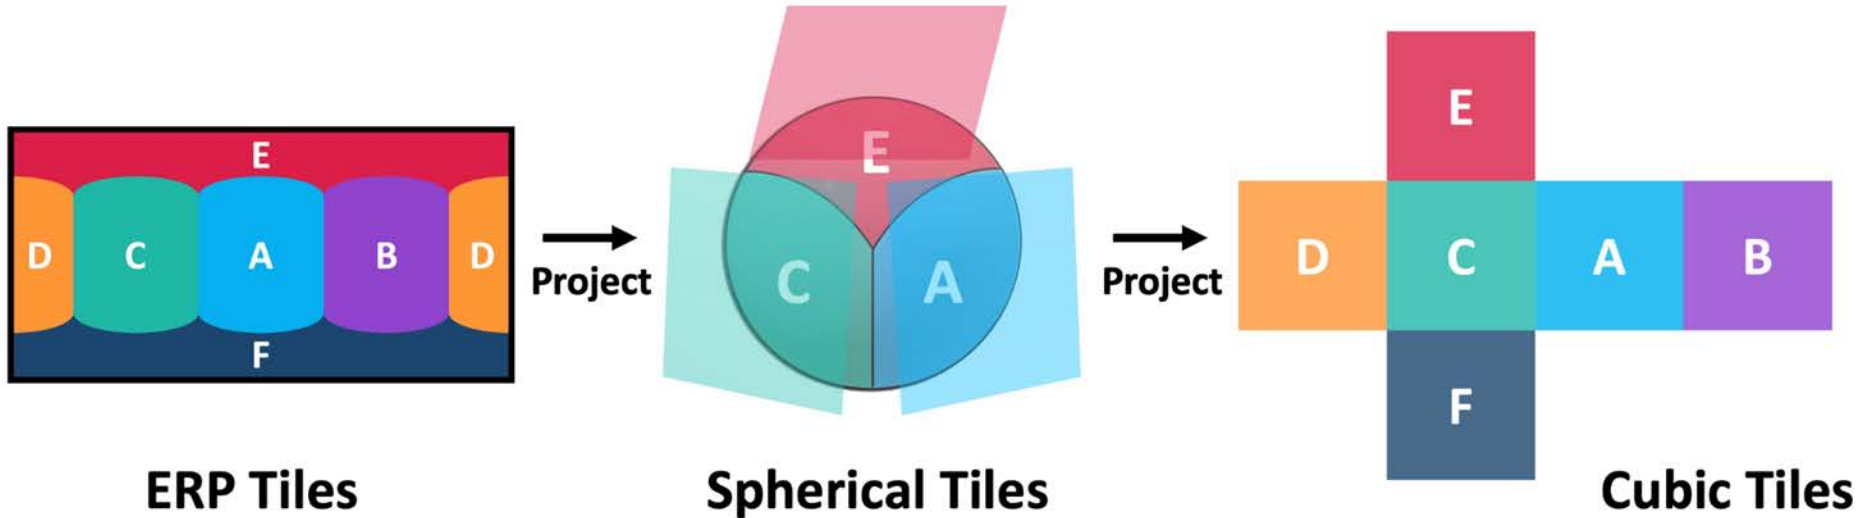 E
D C A B D
F
ERP Tiles
Project
E
C A
Spherical Tiles
Project
E
D C A B
F
Cubic Tiles